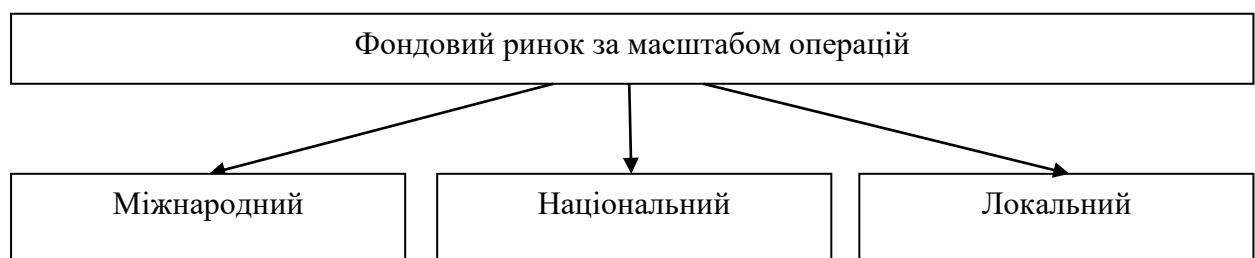 Фондовий ринок за масштабом операцій
Міжнародний
Національний
Локальний